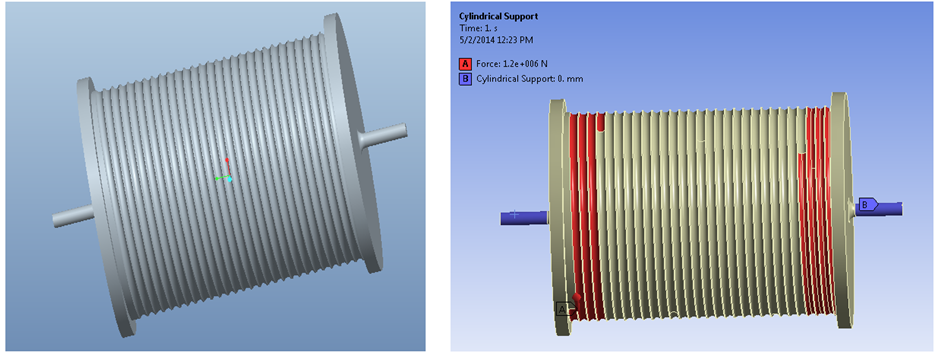 Cylindrical Support
Time: 1. s
5/2/2014 12:23 PM
A Force: 1.2e+006 N
B Cylindrical Support: 0. mm
B
A